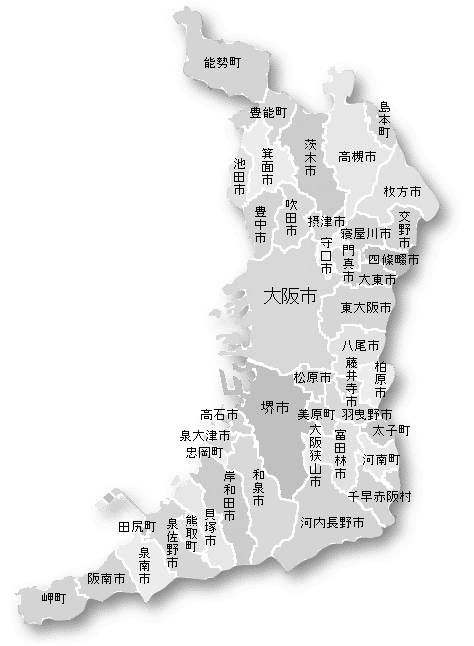 能勢町
豊能町
島本町
茨木市
高槻市
箕面市
池田市
枚方市
吹田市
豊中市
摂津市
交野市
寝屋川市
守口市
門真市
四條畷市
大東市
大阪市
東大阪市
八尾市
藤井寺市
柏原市
松原市
堺市
高石市
美原町
羽曳野市
大阪狭山市
富田林市
太子町
泉大津市
忠岡町
河南町
岸和田市
和泉市
千早赤阪村
貝塚市
熊取町
泉佐野市
田尻町
河内長野市
泉南市
阪南市
岬町